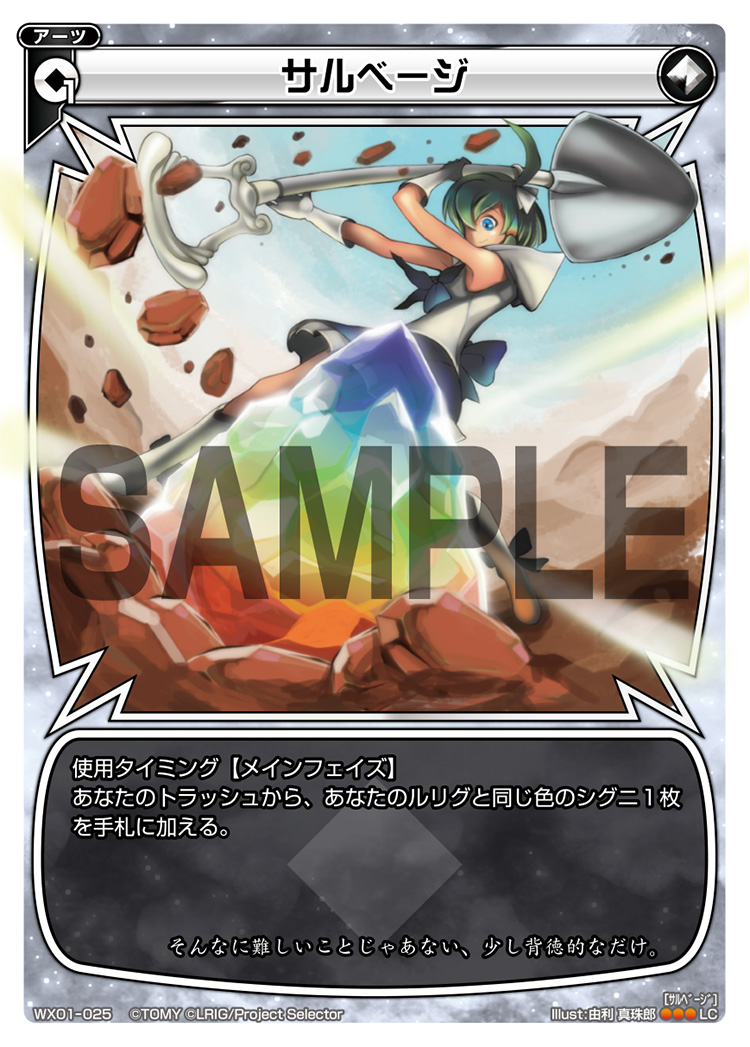 アーツ
1
サルベージ
SAMPLE
使用タイミング【メインフェイズ】
あなたのトラッシュから、あなたのルリグと同じ色のシグニ1枚
を手札に加える。
そんなに難しいことじゃあない、少し背徳的なだけ。
[ｻﾙﾍﾞｰｼﾞ]
WX01-025 ©TOMY ©LRIG/Project Selector Illust:由利 真珠郎 LC